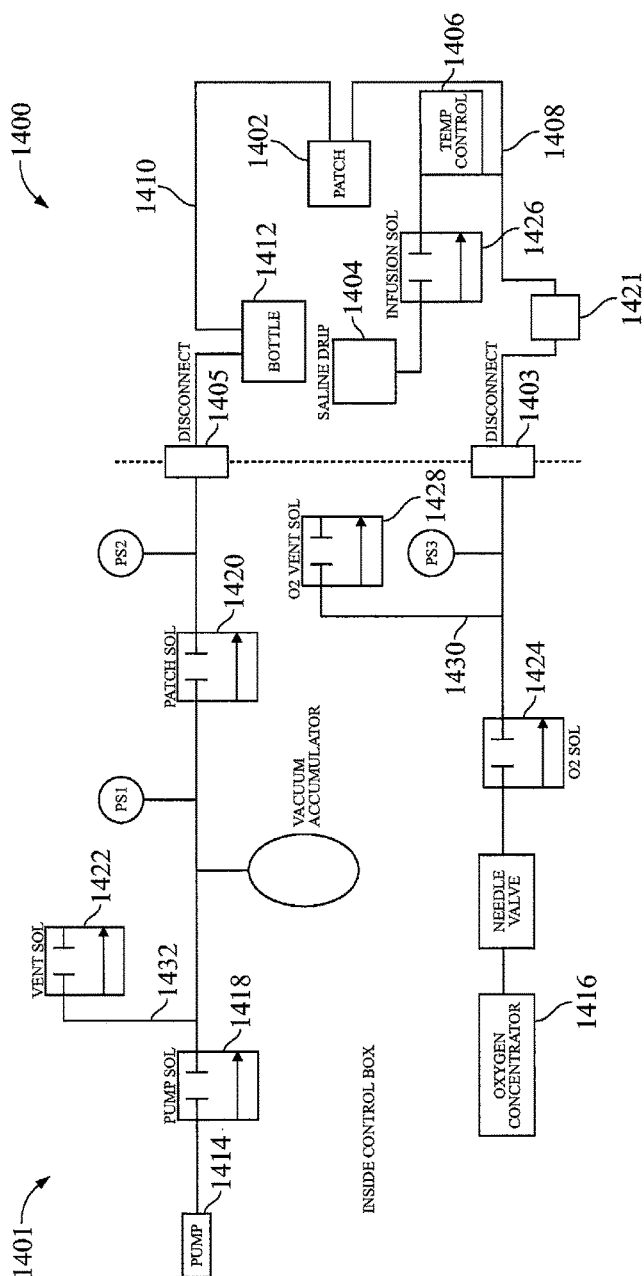 1400
1401
1410
1402
PATCH
1406
TEMP
CONTROL
1408
1412
BOTTLE
1404
SALINE DRIP
INFUSION SOL
1426
1421
DISCONNECT
1405
DISCONNECT
1403
PS2
1420
PATCH SOL
O2 VENT SOL
1428
PS3
1430
1424
O2 SOL
PS1
VACUUM
ACCUMULATOR
1422
VENT SOL
1432
1418
PUMP SOL
NEEDLE
VALVE
1416
OXYGEN
CONCENTRATOR
1414
PUMP
INSIDE CONTROL BOX